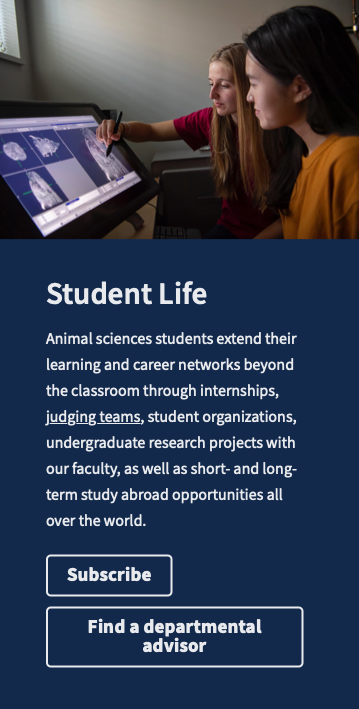 Student Life
Animal sciences students extend their
learning and career networks beyond
the classroom through internships,
judging teams, student organizations,
undergraduate research projects with
our faculty, as well as short- and long-
term study abroad opportunities all
over the world.
Subscribe
Find a departmental
advisor